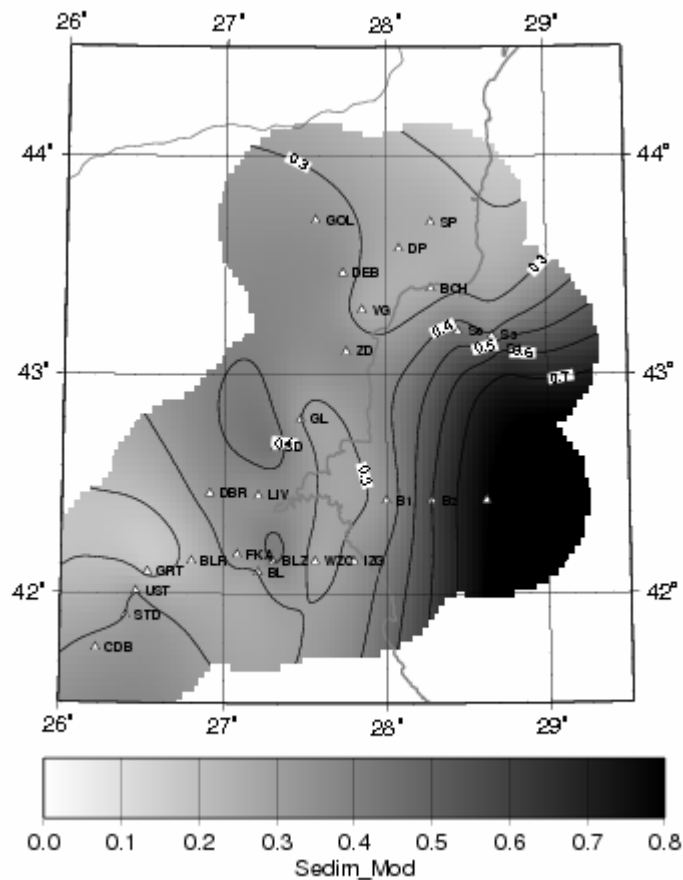 26° 27° 28° 29°
44° 44°
0.3
GOL SP
DP
DEB 0.3
BCH
VG
0.4
S3
0.5
ZD 0.6
43° 43°
0.7
GL
0.3
DBR LIV B1 B2
FKA
BLR BLZ WZC IZG
GRT BL
42° UST 42°
STD
CDB
26° 27° 28° 29°
0.0 0.1 0.2 0.3 0.4 0.5 0.6 0.7 0.8
Sedim_Mod